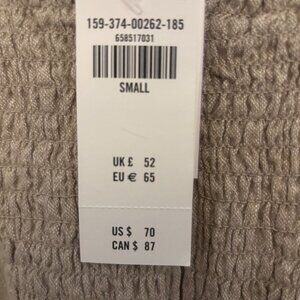 159-374-00262-185
658517031
SMALL
UK £ 52
EU € 65
US $ 70
CAN $ 87